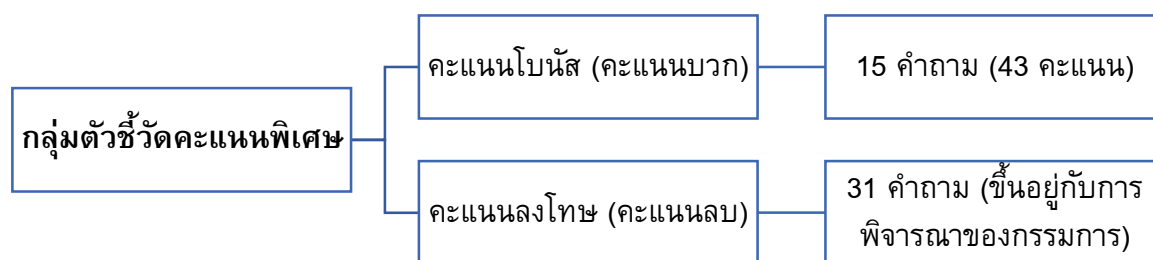 คะแนนโบนัส (คะแนนบวก)
15 คำถาม (43 คะแนน)
กลุ่มตัวชี้วัดคะแนนพิเศษ
คะแนนลงโทษ (คะแนนลบ)
31 คำถาม (ขึ้นอยู่กับการ
พิจารณาของกรรมการ)